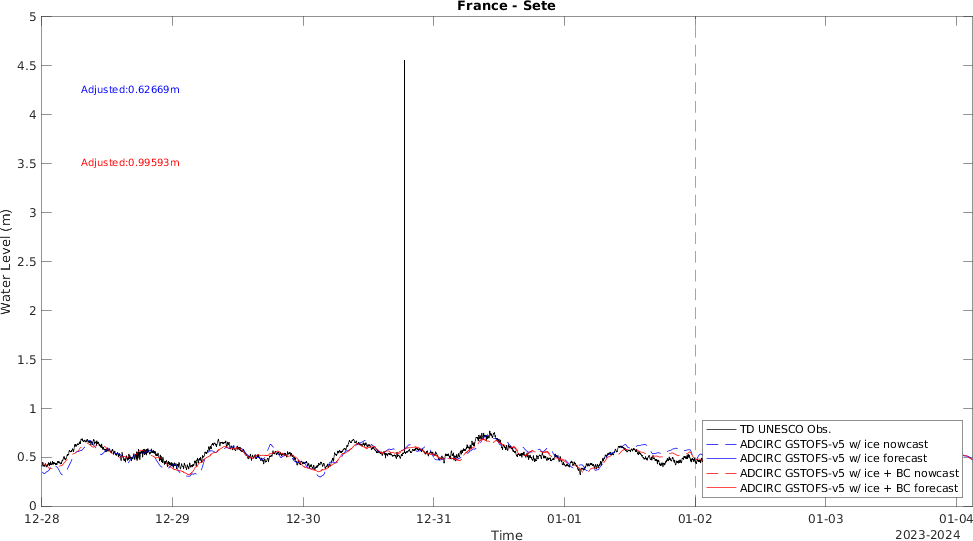 France - Sete
5
4.5
4
3.5
3
2.5
2
1.5
1
0.5
0
Water Level (m)
Adjusted:0.62669m
Adjusted:0.99593m
TD UNESCO Obs.
ADCIRC GSTOFS-v5 w/ ice nowcast
ADCIRC GSTOFS-v5 w/ ice forecast
ADCIRC GSTOFS-v5 w/ ice + BC nowcast
ADCIRC GSTOFS-v5 w/ ice + BC forecast
12-28 12-29 12-30 12-31 01-01 01-02 01-03 01-04
Time
2023-2024